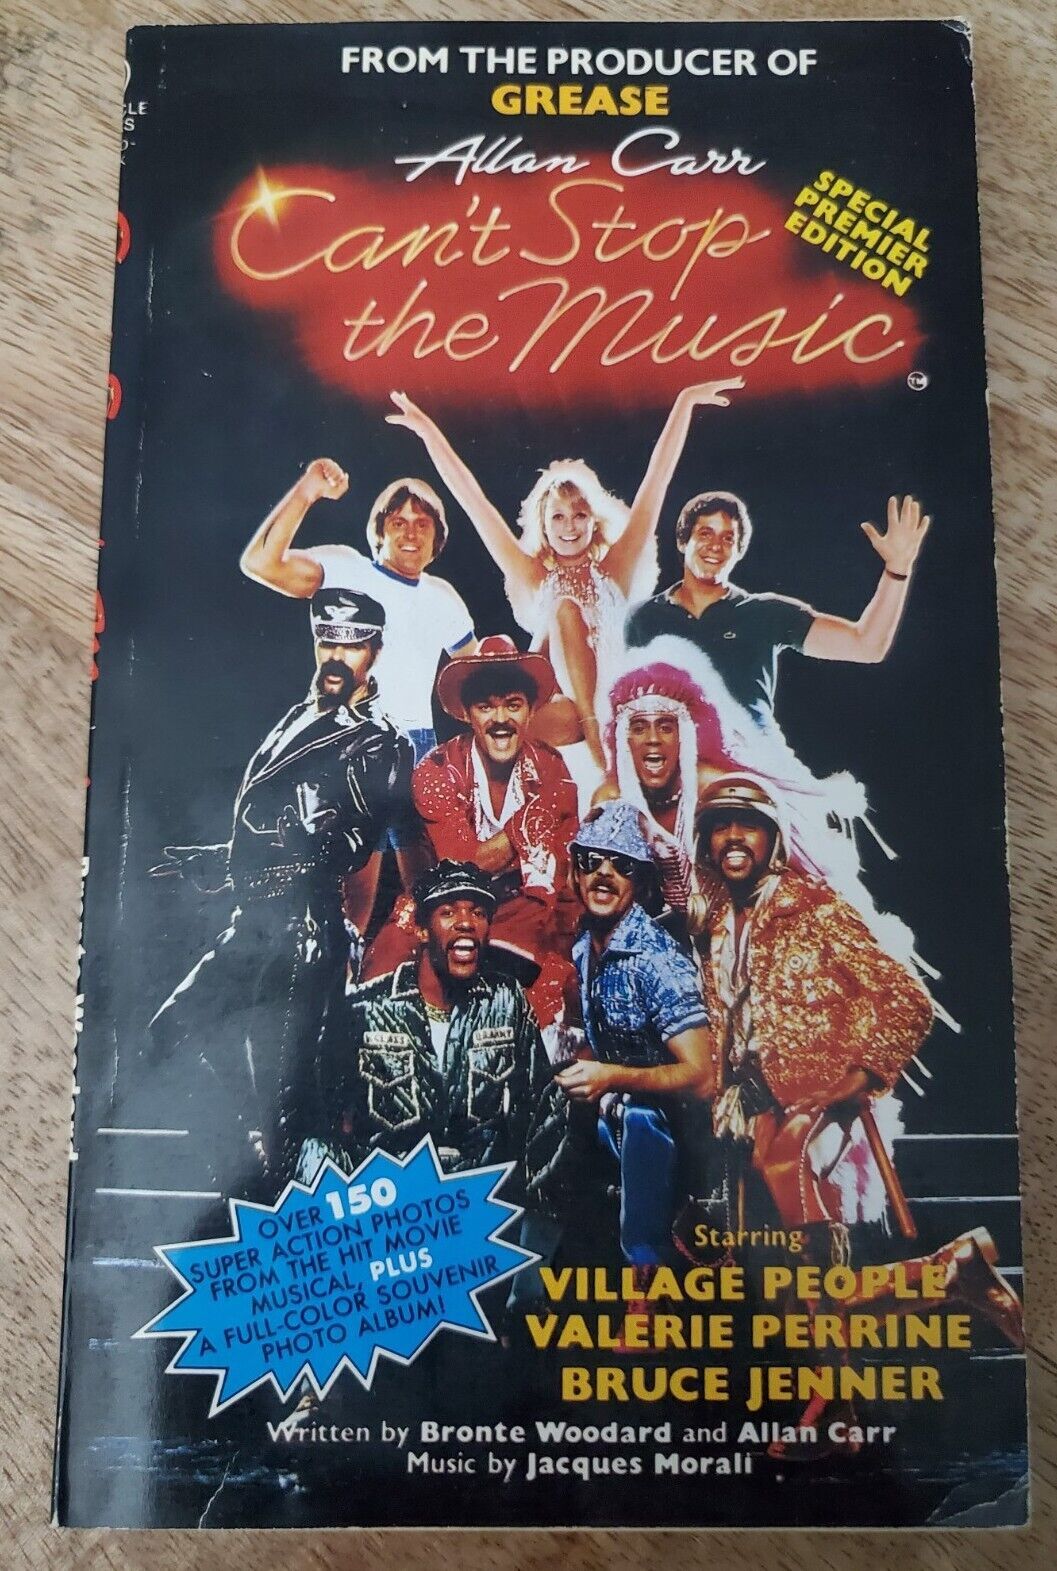 FROM THE PRODUCER OF
GREASE
Allan Carr
Can't Stop
the Music
TM
SPECIAL
PREMIER
EDITION
U.S. ARMY
OVER 150
SUPER ACTION PHOTOS
FROM THE HIT MOVIE
MUSICAL, PLUS
A FULL-COLOR SOUVENIR
PHOTO ALBUM!
Starring
VILLAGE PEOPLE
VALERIE PERRINE
BRUCE JENNER
Written by Bronte Woodard and Allan Carr
Music by Jacques Morali